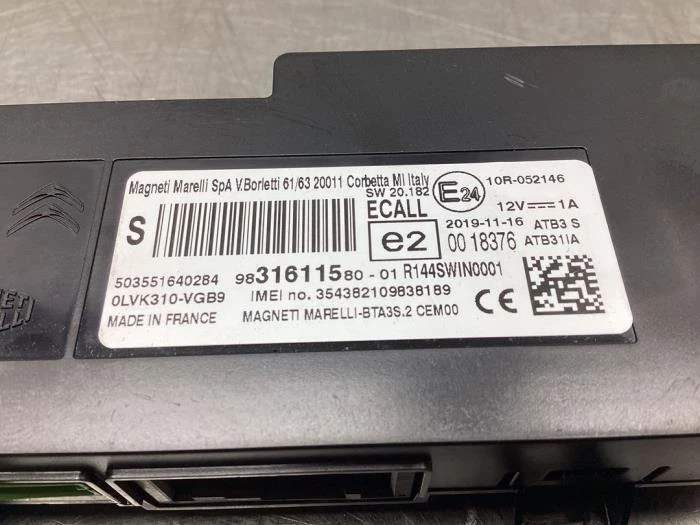 Magneti Marelli SpA V.Borletti 61/63 20011 Corbetta MI Italy
SW 20.182
E24
10R-052146
S
ECALL
12V⎓1A
e2
2019-11-16 ATB3 S
00 18376 ATB31IA
503551640284
9831611580-01 R144SWIN0001
0LVK310-VGB9
IMEI no. 354382109838189
CE
MADE IN FRANCE
MAGNETI MARELLI-BTA3S.2 CEM00